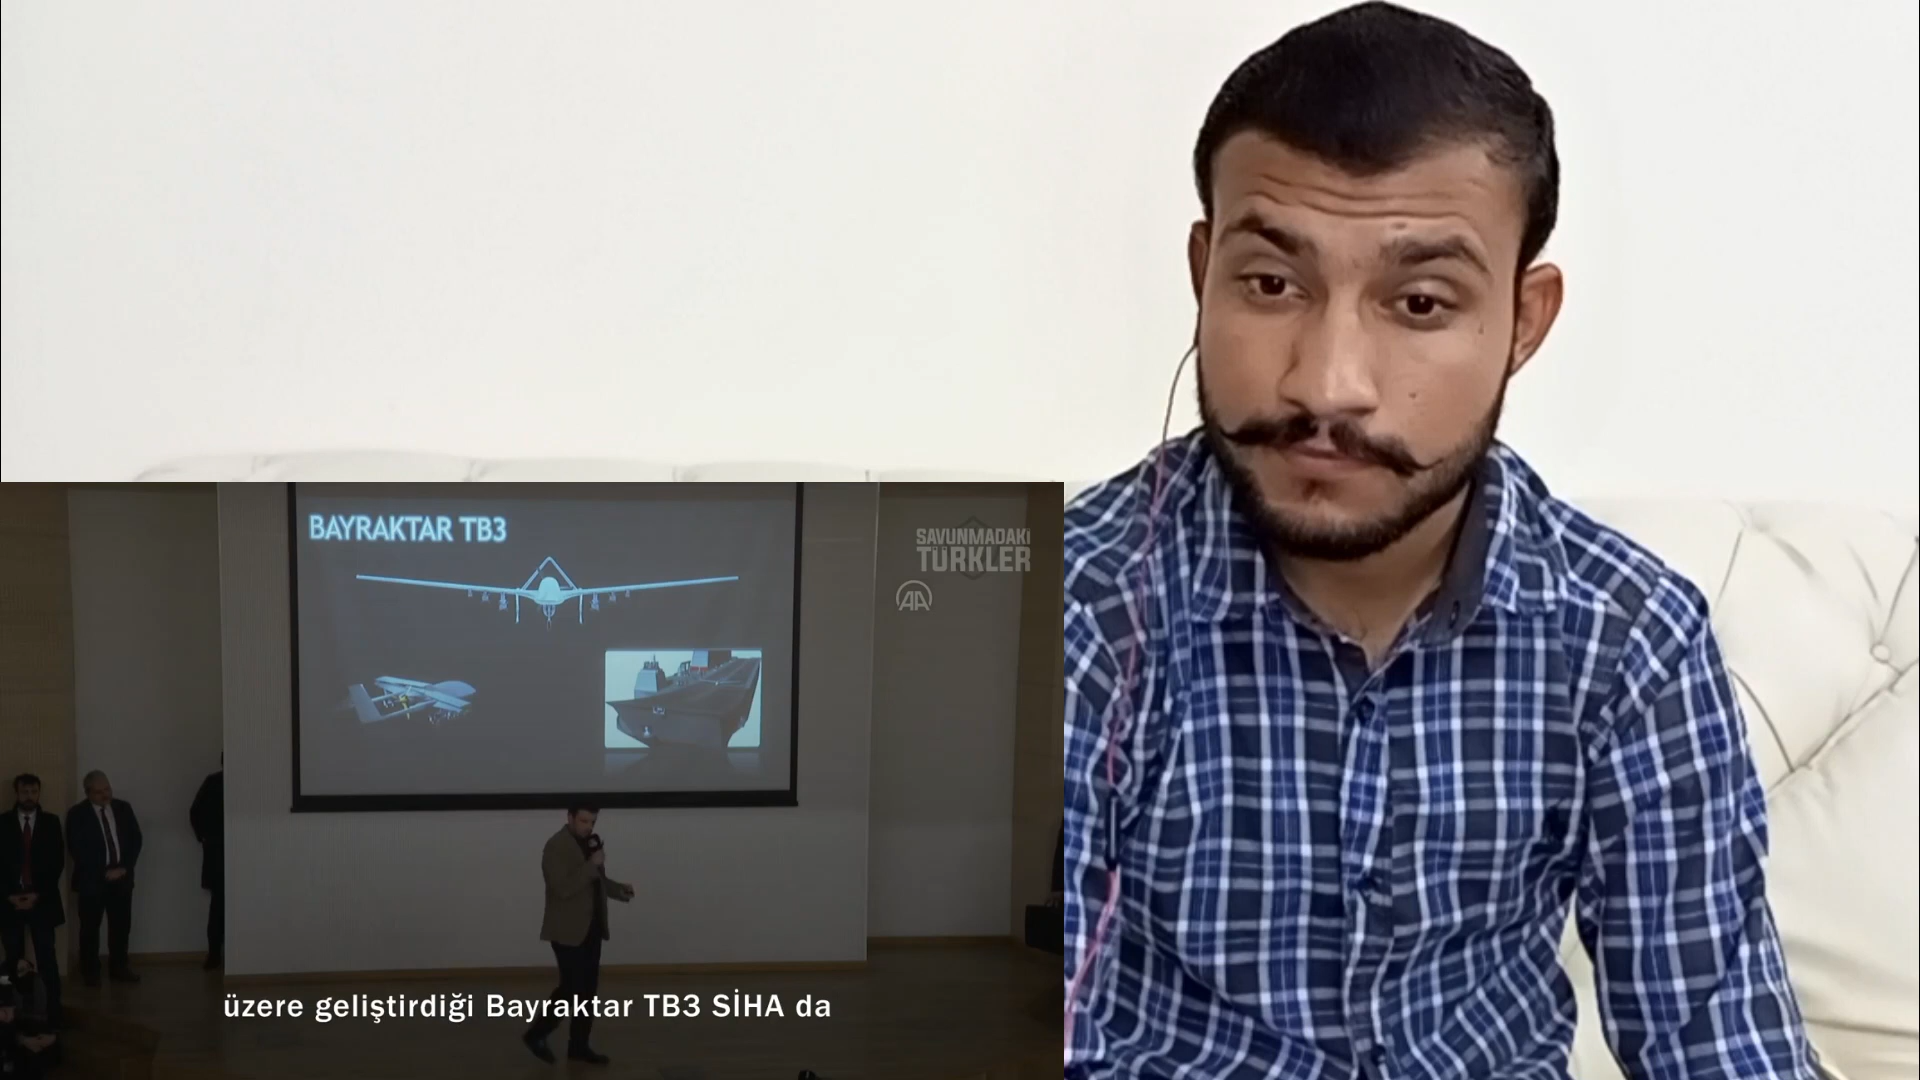 BAYRAKTAR TB3
SAVUNMADAKİ
TÜRKLER
AA
üzere geliştirdiği Bayraktar TB3 SİHA da